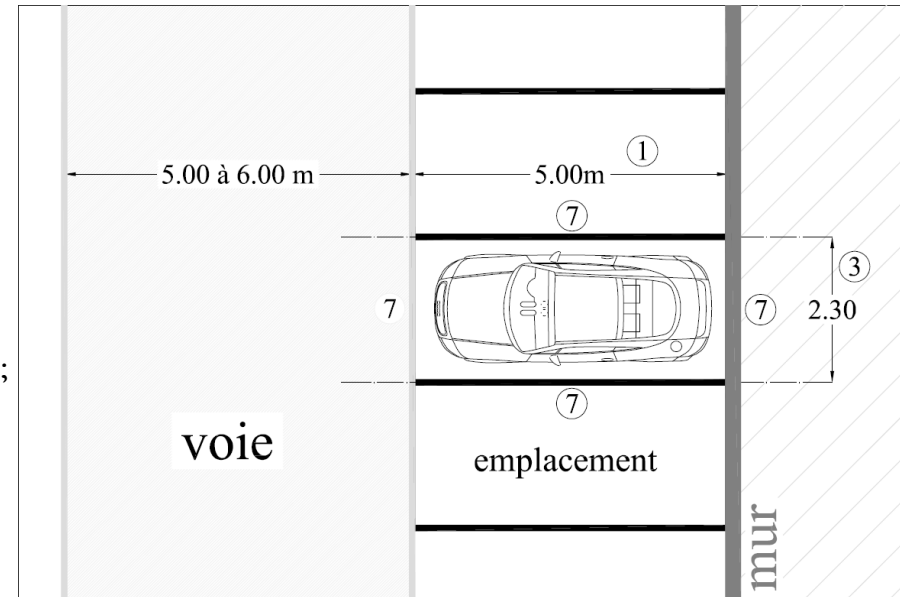 ①
5.00 à 6.00 m
5.00m
⑦
③
7
⑦
2.30
;
⑦
voie
emplacement
mur